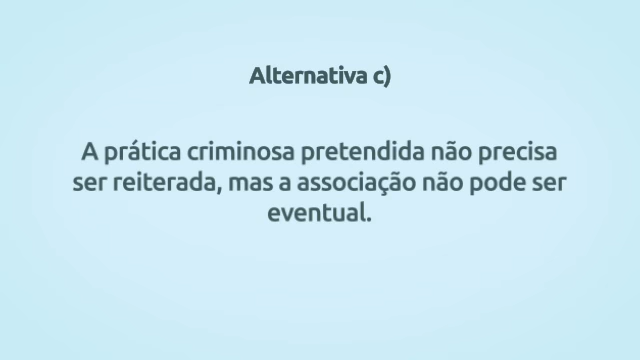 Alternativa c)
A prática criminosa pretendida não precisa
ser reiterada, mas a associação não pode ser
eventual.